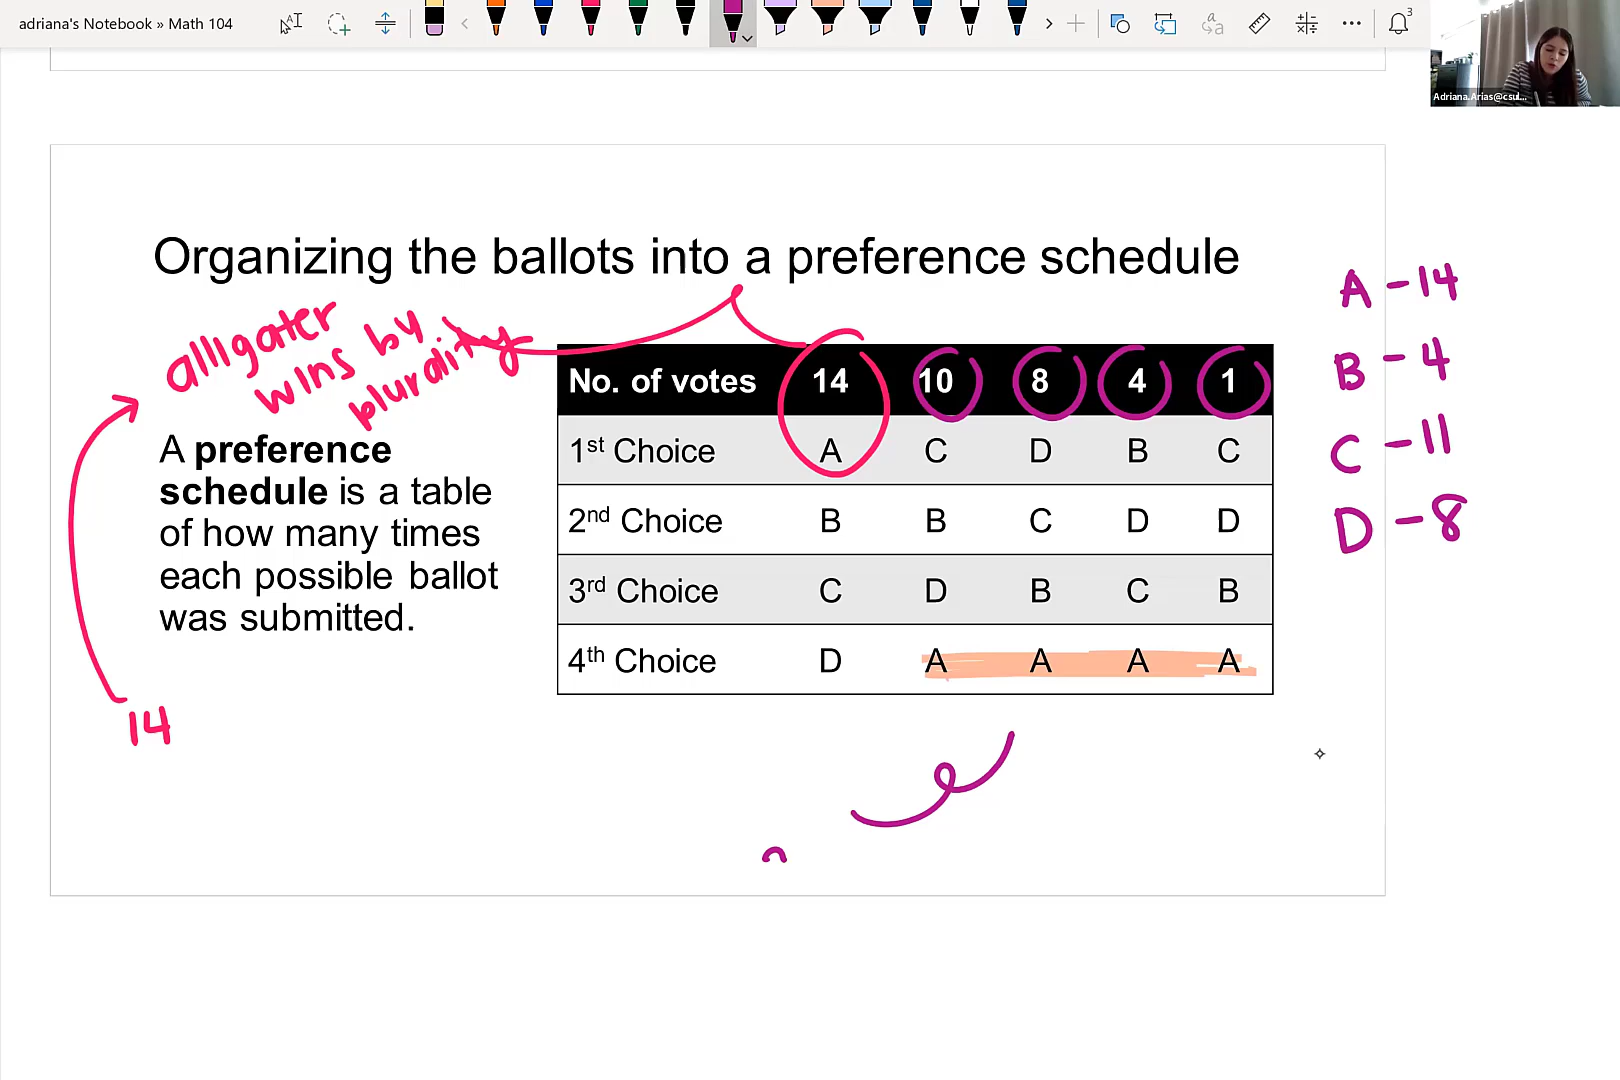 adriana's Notebook » Math 104
3
Adriana.Arias@csul...
Organizing the ballots into a preference schedule
alligater
wins by
plurality
A preference
schedule is a table
of how many times
each possible ballot
was submitted.
14
No. of votes 14 10 8 4 1
1st Choice A C D B C
2nd Choice B B C D D
3rd Choice C D B C B
4th Choice D A A A A
A - 14
B - 4
C - 11
D - 8